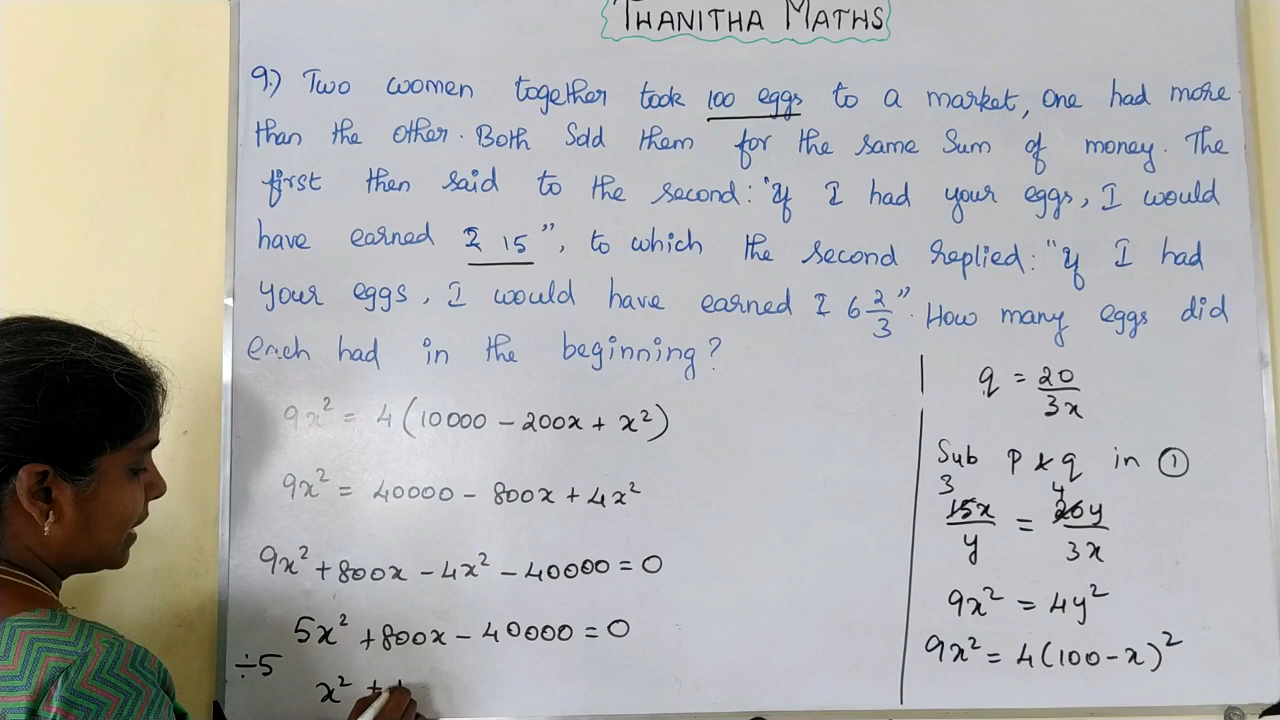 THANITHA MATHS
9.) Two women together took 100 eggs to a market, One had more
than the other. Both Sold them for the same Sum of money. The
first then said to the second: "If I had your eggs, I would
have earned ₹ 15", to which the second replied: "If I had
your eggs, I would have earned ₹ 6 2/3". How many eggs did
each had in the beginning?
9x² = 4(10000 - 200x + x²)
9x² = 40000 - 800x + 4x²
9x² + 800x - 4x² - 40000 = 0
5x² + 800x - 40000 = 0
÷5
x² +
q = 20/3x
Sub p & q in ①
3 4
15x/y = 20y/3x
9x² = 4y²
9x² = 4(100-x)²